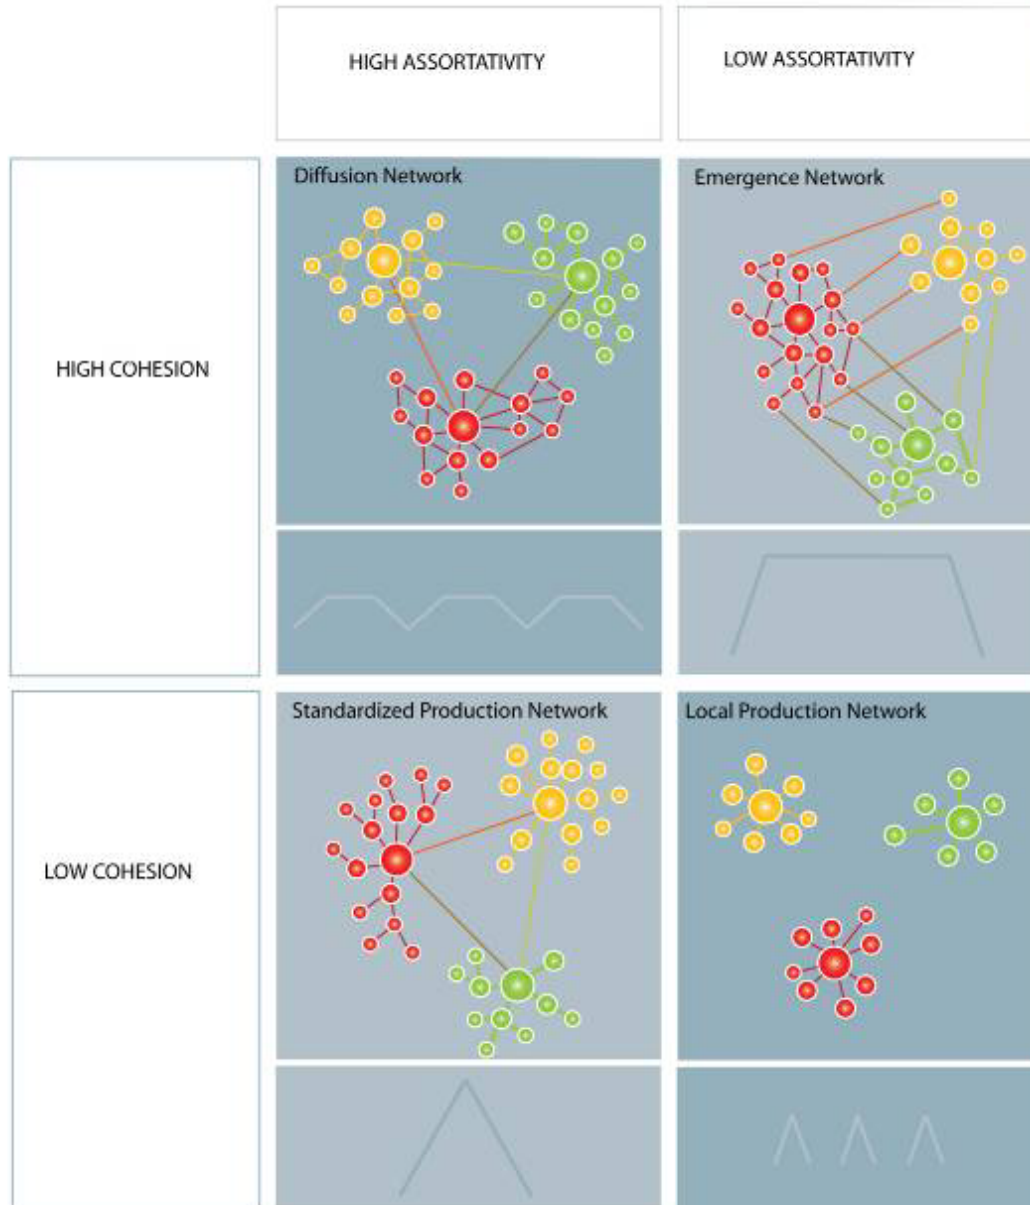 HIGH ASSORTATIVITY
LOW ASSORTATIVITY
HIGH COHESION
Diffusion Network
Emergence Network
LOW COHESION
Standardized Production Network
Local Production Network